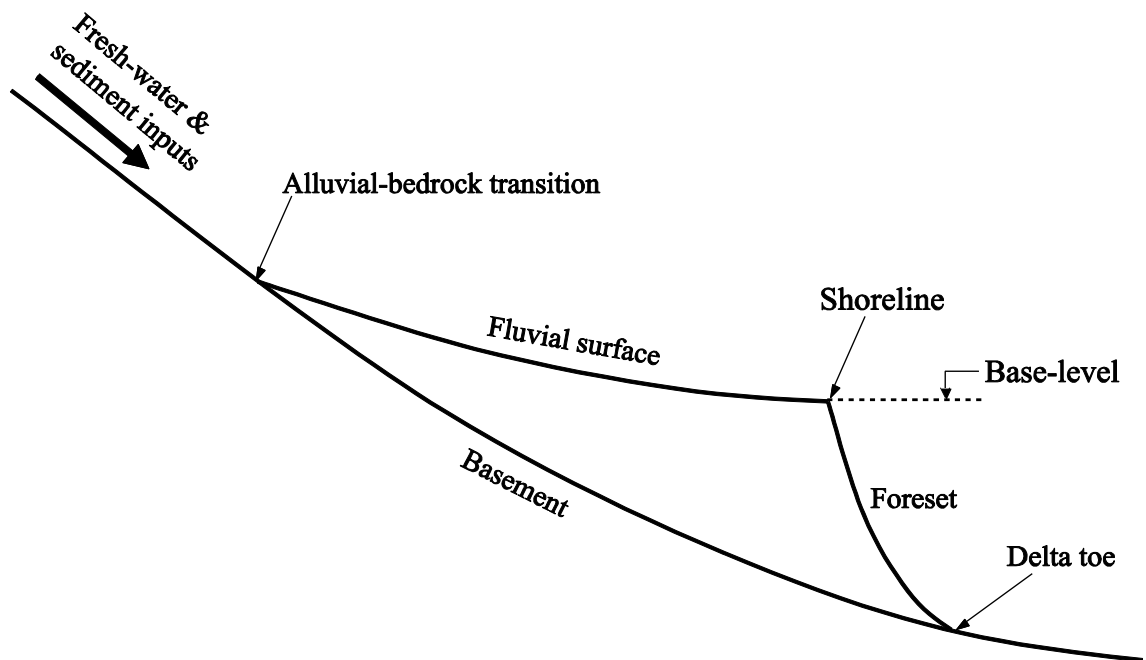 Fresh-water &
sediment inputs
Alluvial-bedrock transition
Shoreline
Fluvial surface
Base-level
Basement
Foreset
Delta toe